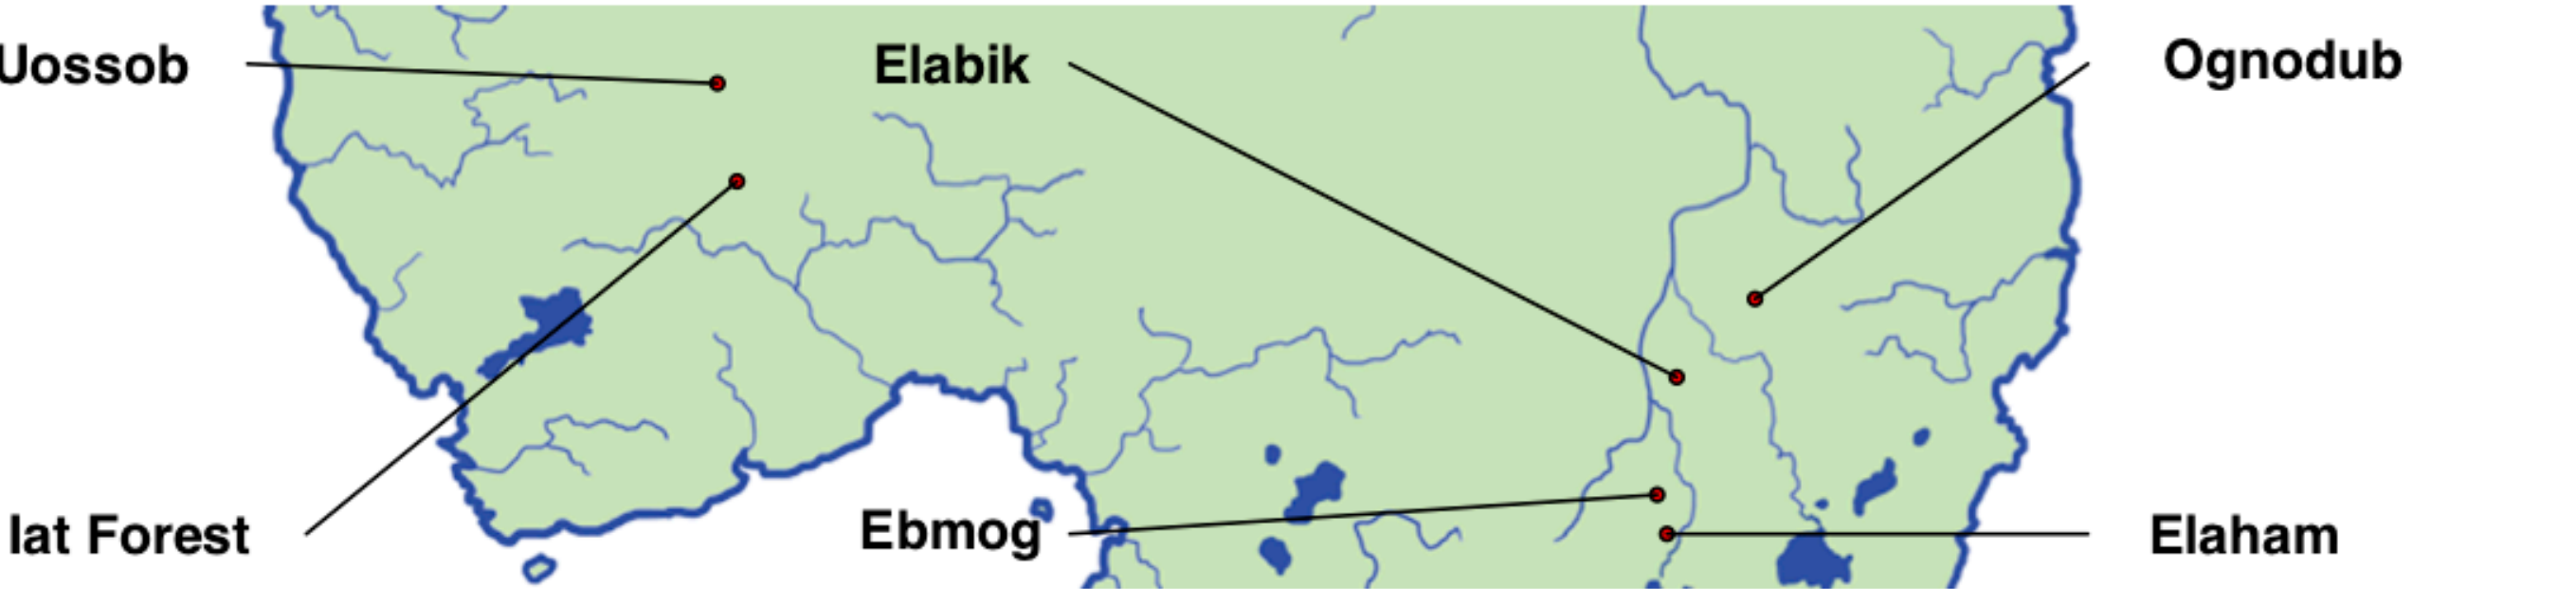 Uossob
Elabik
Ognodub
lat Forest
Ebmog
Elaham